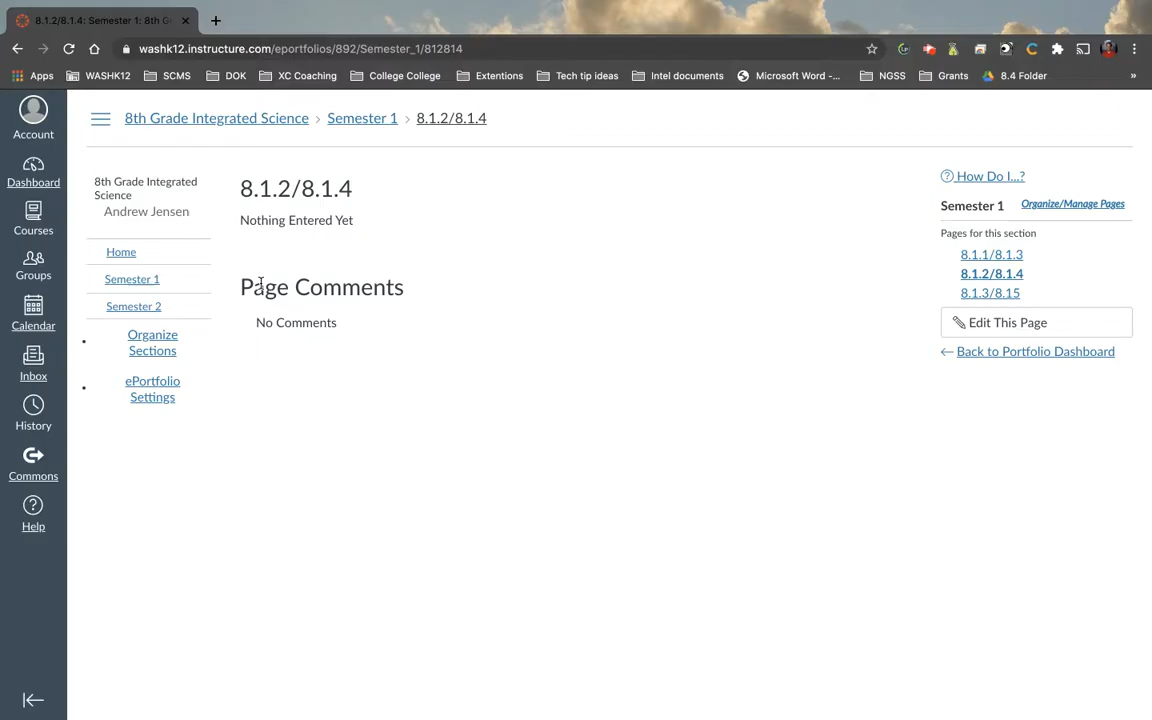 8.1.2/8.1.4: Semester 1: 8th G
washk12.instructure.com/eportfolios/892/Semester_1/812814
Apps WASHK12 SCMS DOK XC Coaching College College Extentions Tech tip ideas Intel documents Microsoft Word -... NGSS Grants 8.4 Folder »
Account
Dashboard
Courses
Groups
Calendar
Inbox
History
Commons
Help
8th Grade Integrated Science › Semester 1 › 8.1.2/8.1.4
8th Grade Integrated
Science
Andrew Jensen
Home
Semester 1
Semester 2
Organize
Sections
ePortfolio
Settings
8.1.2/8.1.4
Nothing Entered Yet
Page Comments
No Comments
How Do I...?
Semester 1 Organize/Manage Pages
Pages for this section
8.1.1/8.1.3
8.1.2/8.1.4
8.1.3/8.15
Edit This Page
Back to Portfolio Dashboard